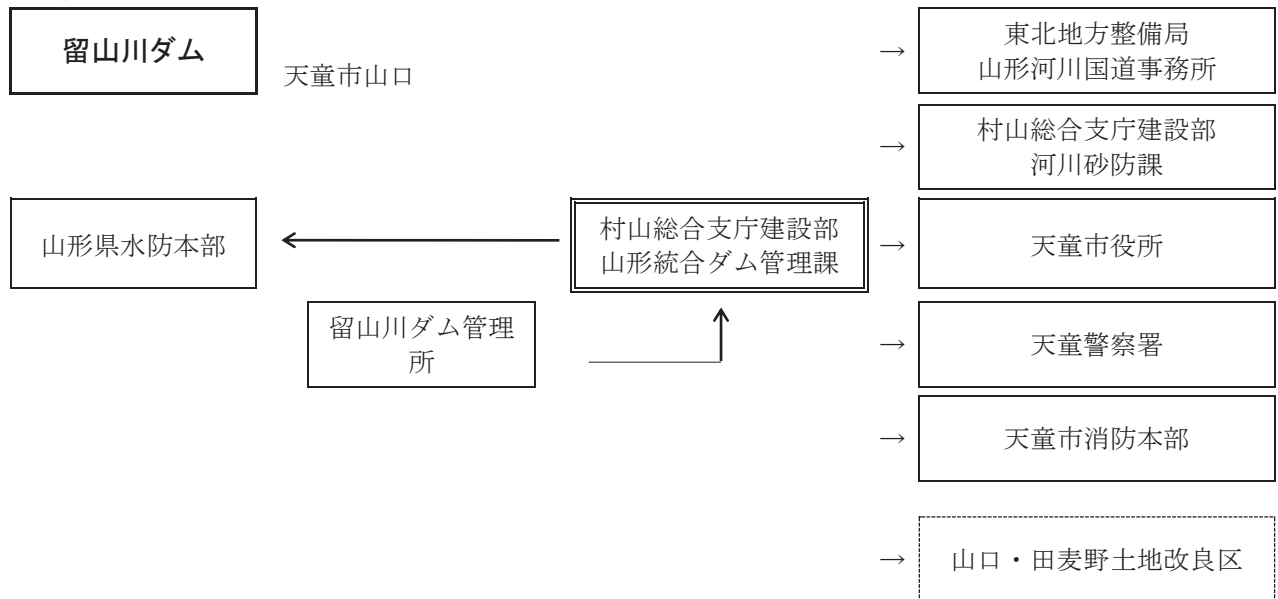 留山川ダム
天童市山口
→
東北地方整備局
山形河川国道事務所
→
村山総合支庁建設部
河川砂防課
山形県水防本部
村山総合支庁建設部
山形統合ダム管理課
→
天童市役所
留山川ダム管理
所
→
天童警察署
→
天童市消防本部
→
山口・田麦野土地改良区